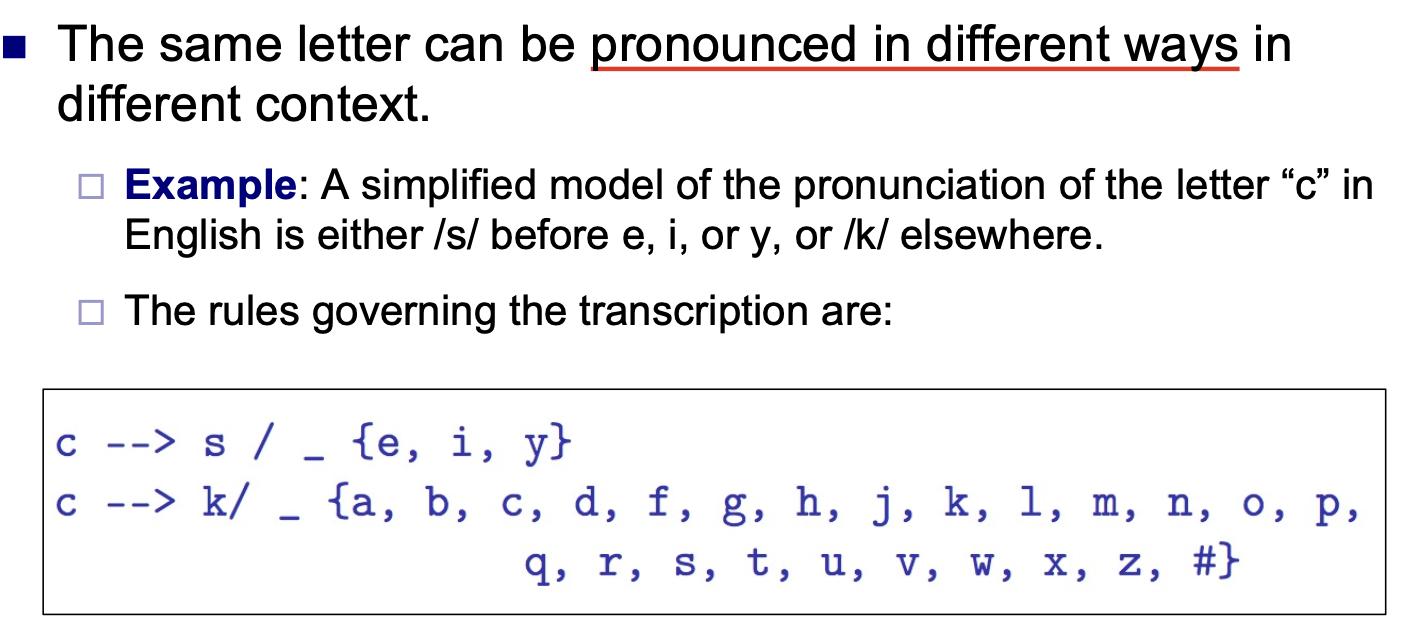 The same letter can be pronounced in different ways in
different context.
Example: A simplified model of the pronunciation of the letter “c” in
English is either /s/ before e, i, or y, or /k/ elsewhere.
The rules governing the transcription are:
c --> s / _ {e, i, y}
c --> k/ _ {a, b, c, d, f, g, h, j, k, l, m, n, o, p,
q, r, s, t, u, v, w, x, z, #}